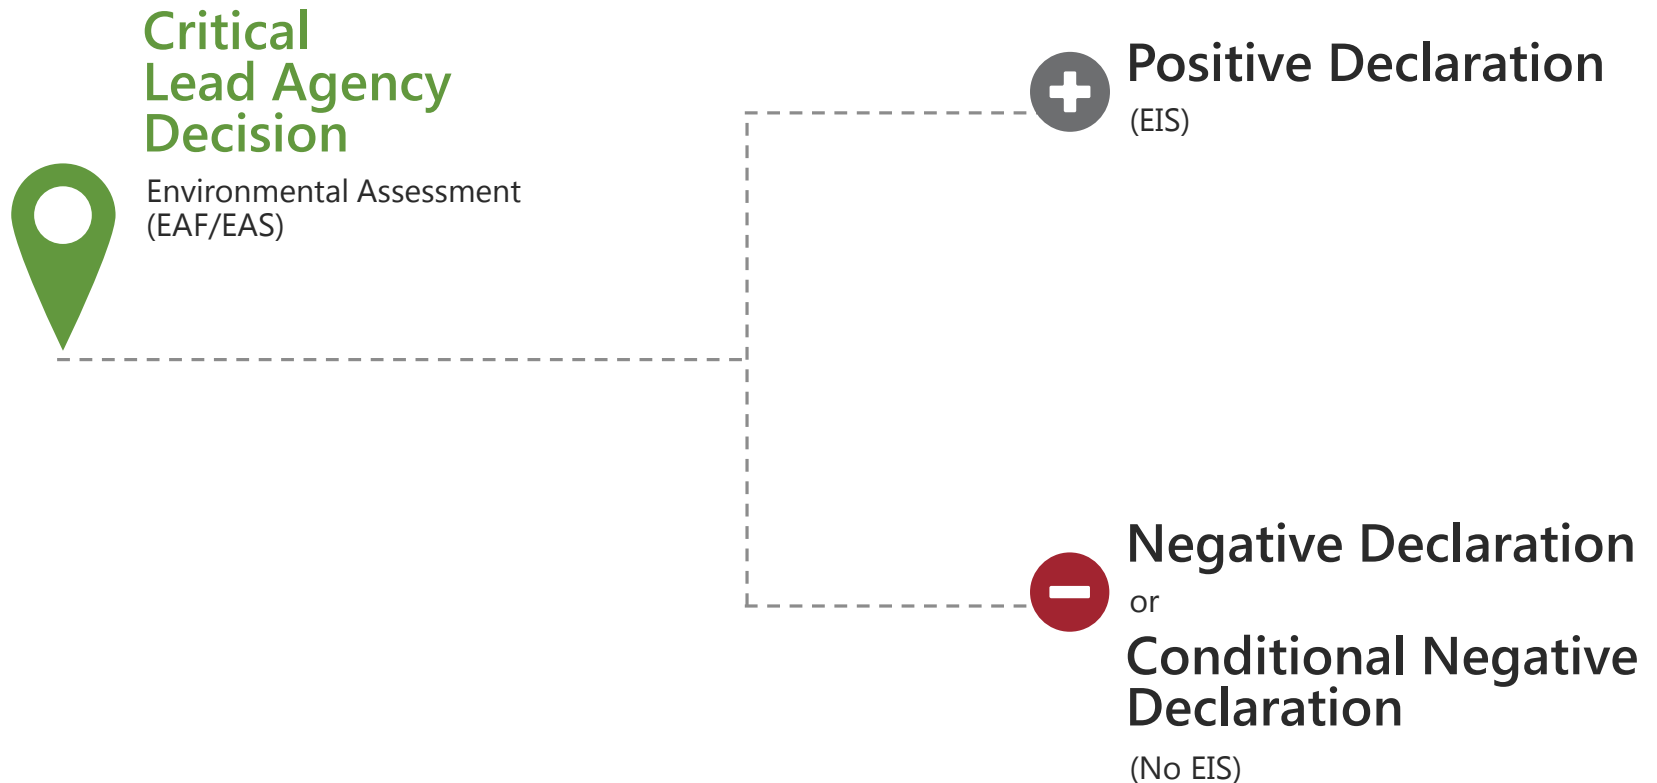 Critical
Lead Agency
Decision
Environmental Assessment
(EAF/EAS)
Positive Declaration
(EIS)
Negative Declaration
or
Conditional Negative
Declaration
(No EIS)